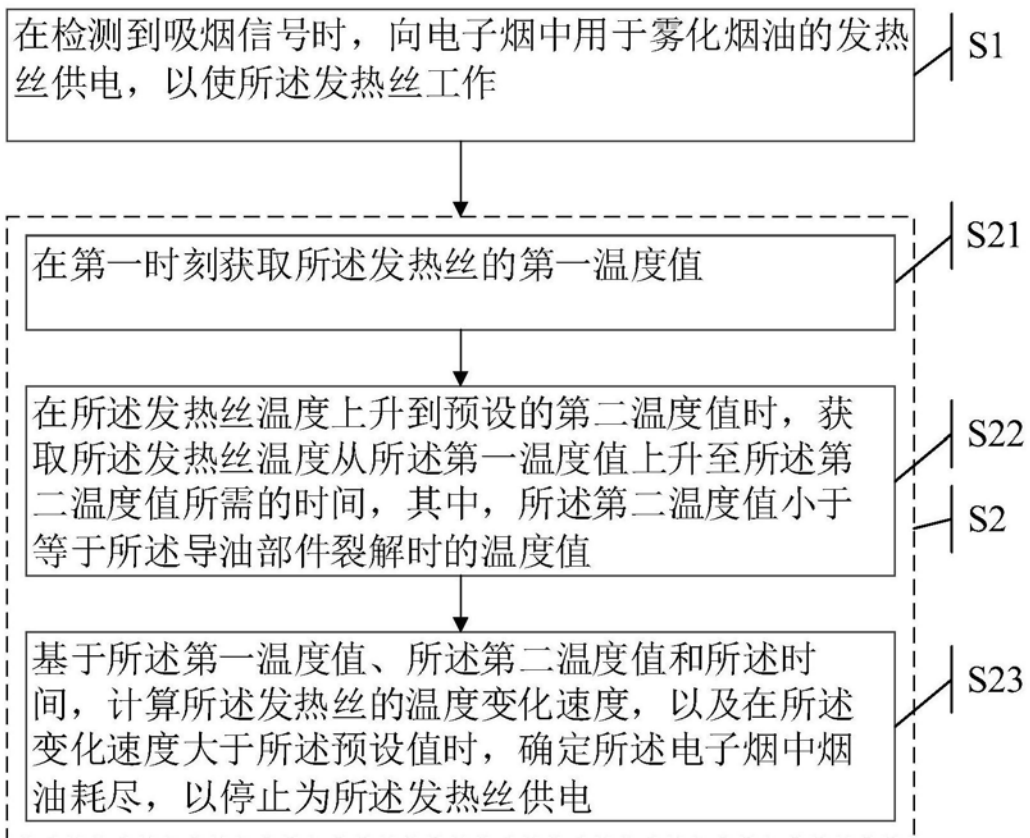 在检测到吸烟信号时，向电子烟中用于雾化烟油的发热
丝供电，以使所述发热丝工作
S1
S21
在第一时刻获取所述发热丝的第一温度值
在所述发热丝温度上升到预设的第二温度值时，获
取所述发热丝温度从所述第一温度值上升至所述第
二温度值所需的时间，其中，所述第二温度值小于
等于所述导油部件裂解时的温度值
S22
S2
基于所述第一温度值、所述第二温度值和所述时
间，计算所述发热丝的温度变化速度，以及在所述
变化速度大于所述预设值时，确定所述电子烟中烟
油耗尽，以停止为所述发热丝供电
S23